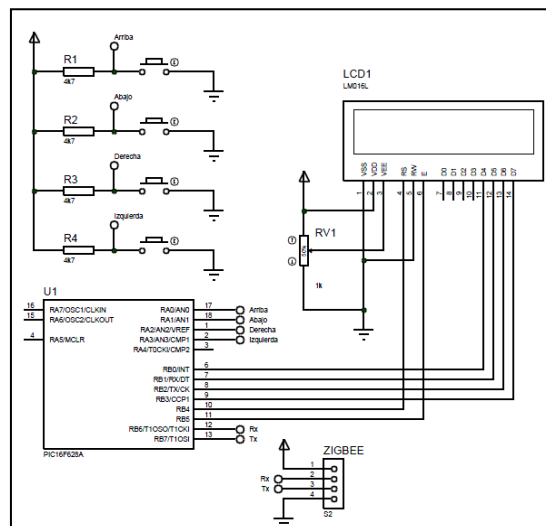 Arriba
R1
4k7
Abajo
R2
4k7
Derecha
R3
4k7
Izquierda
R4
4k7
LCD1
LM016L
VSS VDD VEE RS RW E D0 D1 D2 D3 D4 D5 D6 D7
1 2 3 4 5 6 7 8 9 10 11 12 13 14
RV1
50%
1k
U1
16 RA7/OSC1/CLKIN RA0/AN0 17 Arriba
15 RA6/OSC2/CLKOUT RA1/AN1 18 Abajo
RA2/AN2/VREF 1 Derecha
4 RA5/MCLR RA3/AN3/CMP1 2 Izquierda
RA4/T0CKI/CMP2 3
RB0/INT 6
RB1/RX/DT 7
RB2/TX/CK 8
RB3/CCP1 9
RB4 10
RB5 11
RB6/T1OSO/T1CKI 12 Rx
RB7/T1OSI 13 Tx
PIC16F628A
ZIGBEE
1
Rx 2
Tx 3
4
S2